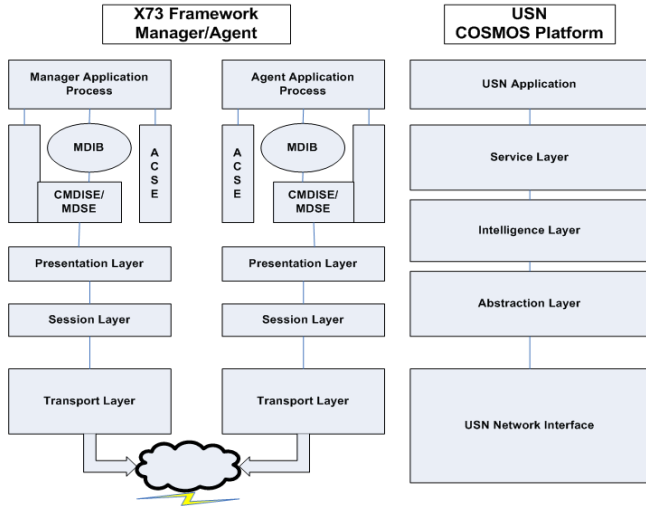 X73 Framework
Manager/Agent
USN
COSMOS Platform
Manager Application
Process
MDIB
CMDISE/
MDSE
A
C
S
E
Presentation Layer
Session Layer
Transport Layer
Agent Application
Process
A
C
S
E
MDIB
CMDISE/
MDSE
Presentation Layer
Session Layer
Transport Layer
USN Application
Service Layer
Intelligence Layer
Abstraction Layer
USN Network Interface